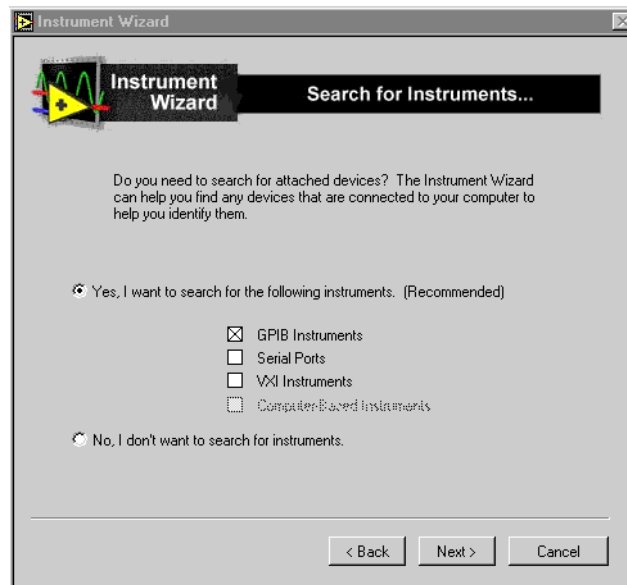 Instrument Wizard
Instrument
Wizard
Search for Instruments...
Do you need to search for attached devices? The Instrument Wizard
can help you find any devices that are connected to your computer to
help you identify them.
Yes, I want to search for the following instruments. (Recommended)
GPIB Instruments
Serial Ports
VXI Instruments
Computer-Based Instruments
No, I don't want to search for instruments.
< Back
Next >
Cancel